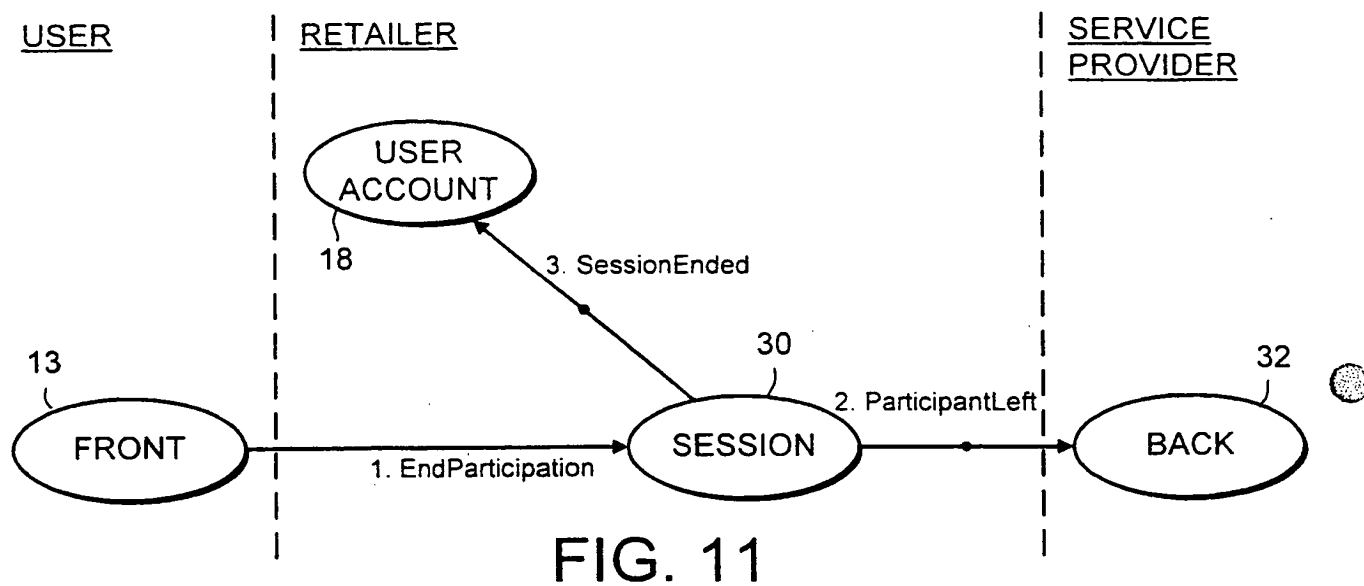 USER
RETAILER
SERVICE
PROVIDER
USER
ACCOUNT
18
3. SessionEnded
13
30
32
FRONT
1. EndParticipation
SESSION
2. ParticipantLeft
BACK
FIG. 11